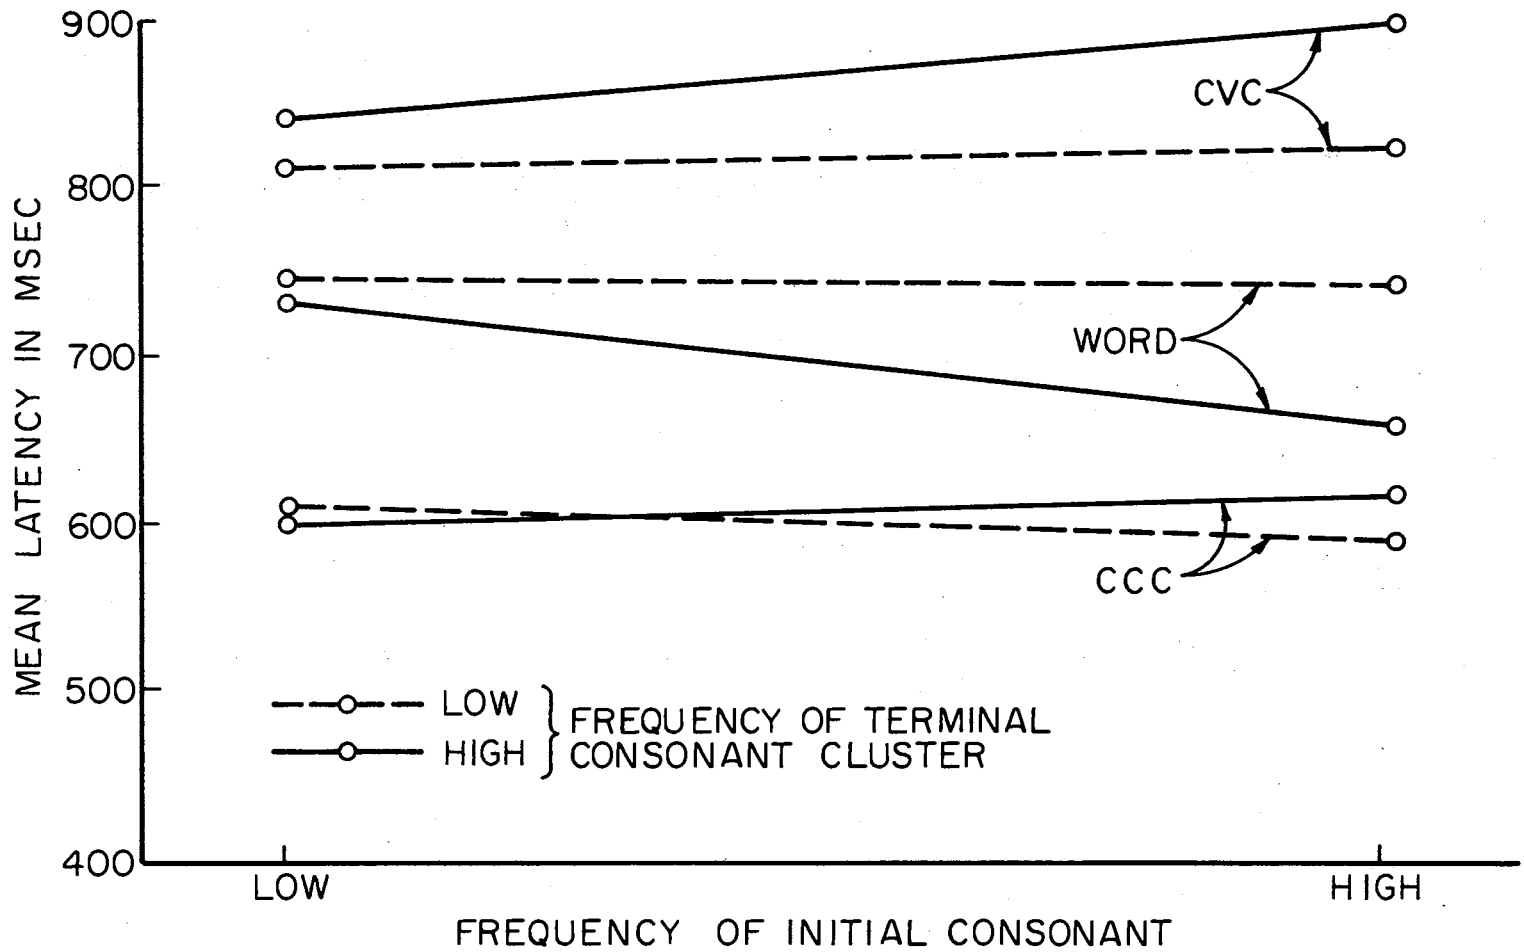 900
800
700
600
500
400
MEAN LATENCY IN MSEC
CVC
WORD
CCC
LOW
HIGH
FREQUENCY OF TERMINAL
CONSONANT CLUSTER
LOW HIGH
FREQUENCY OF INITIAL CONSONANT